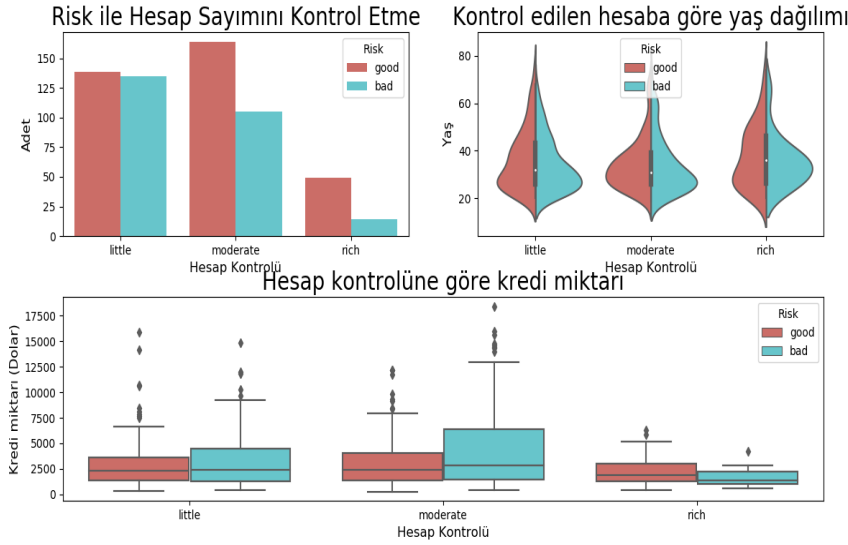 Risk ile Hesap Sayımını Kontrol Etme
Adet
150
125
100
75
50
25
0
Risk
good
bad
little
moderate
rich
Hesap Kontrolü
Kontrol edilen hesaba göre yaş dağılımı
Yaş
80
60
40
20
Risk
good
bad
little
moderate
rich
Hesap Kontrolü
Hesap kontrolüne göre kredi miktarı
Kredi miktarı (Dolar)
17500
15000
12500
10000
7500
5000
2500
0
Risk
good
bad
little
moderate
rich
Hesap Kontrolü